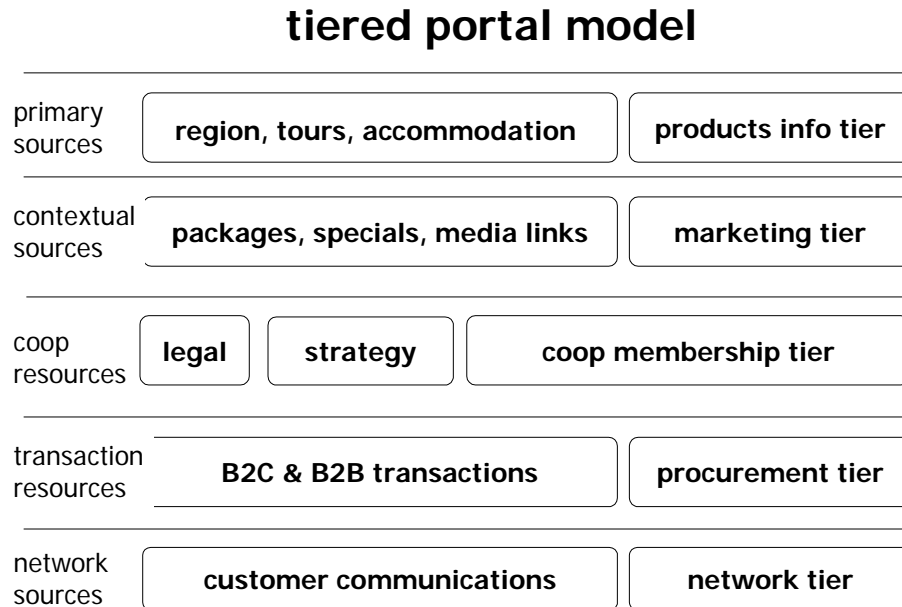 tiered portal model
primary
sources
region, tours, accommodation
products info tier
contextual
sources
packages, specials, media links
marketing tier
coop
resources
legal
strategy
coop membership tier
transaction
resources
B2C & B2B transactions
procurement tier
network
sources
customer communications
network tier